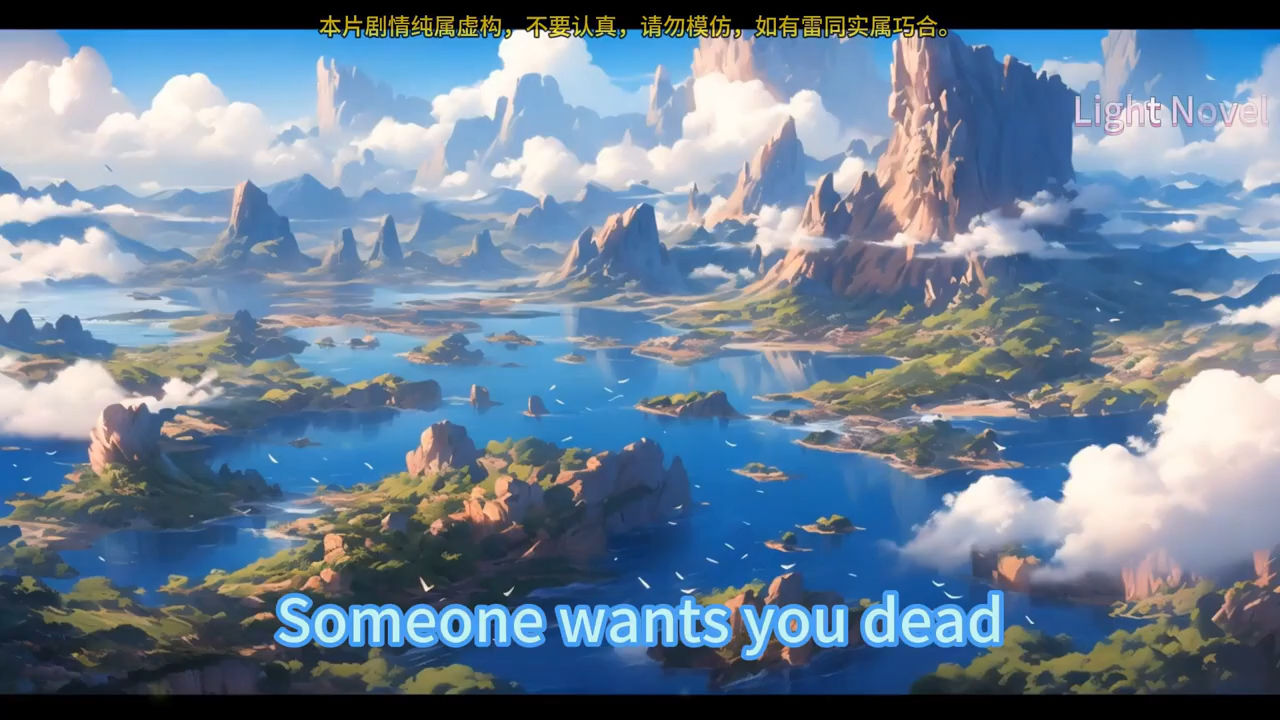 本片剧情纯属虚构，不要认真，请勿模仿，如有雷同实属巧合。
Light Novel
Someone wants you dead